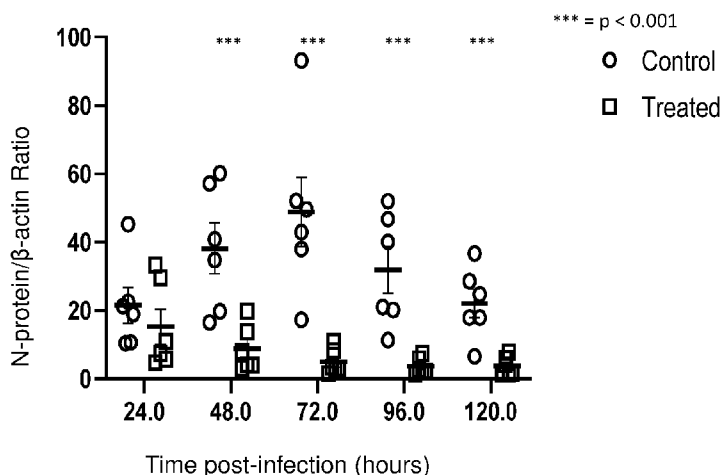 *** = p < 0.001
*** *** *** ***
Control
Treated
N-protein/β-actin Ratio
100
80
60
40
20
0
24.0 48.0 72.0 96.0 120.0
Time post-infection (hours)